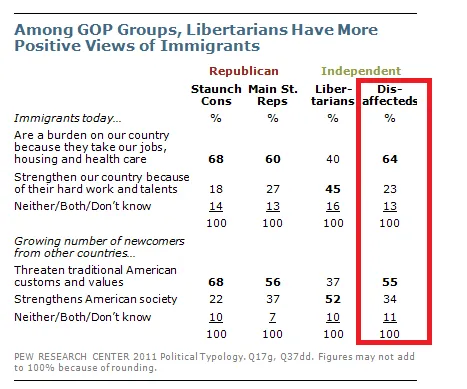 Among GOP Groups, Libertarians Have More
Positive Views of Immigrants
Republican Independent
Staunch Main St. Liber- Dis-
Cons Reps tarians affecteds
Immigrants today… % % % %
Are a burden on our country
because they take our jobs,
housing and health care 68 60 40 64
Strengthen our country because
of their hard work and talents 18 27 45 23
Neither/Both/Don’t know 14 13 16 13
100 100 100 100
Growing number of newcomers
from other countries…
Threaten traditional American
customs and values 68 56 37 55
Strengthens American society 22 37 52 34
Neither/Both/Don’t know 10 7 10 11
100 100 100 100
PEW RESEARCH CENTER 2011 Political Typology. Q17g, Q37dd. Figures may not add
to 100% because of rounding.